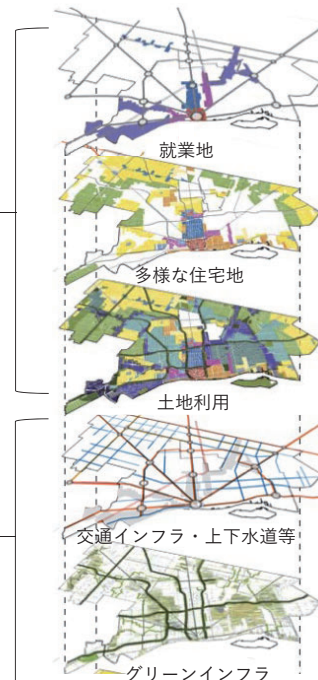 就業地
多様な住宅地
土地利用
交通インフラ・上下水道等
グリーンインフラ